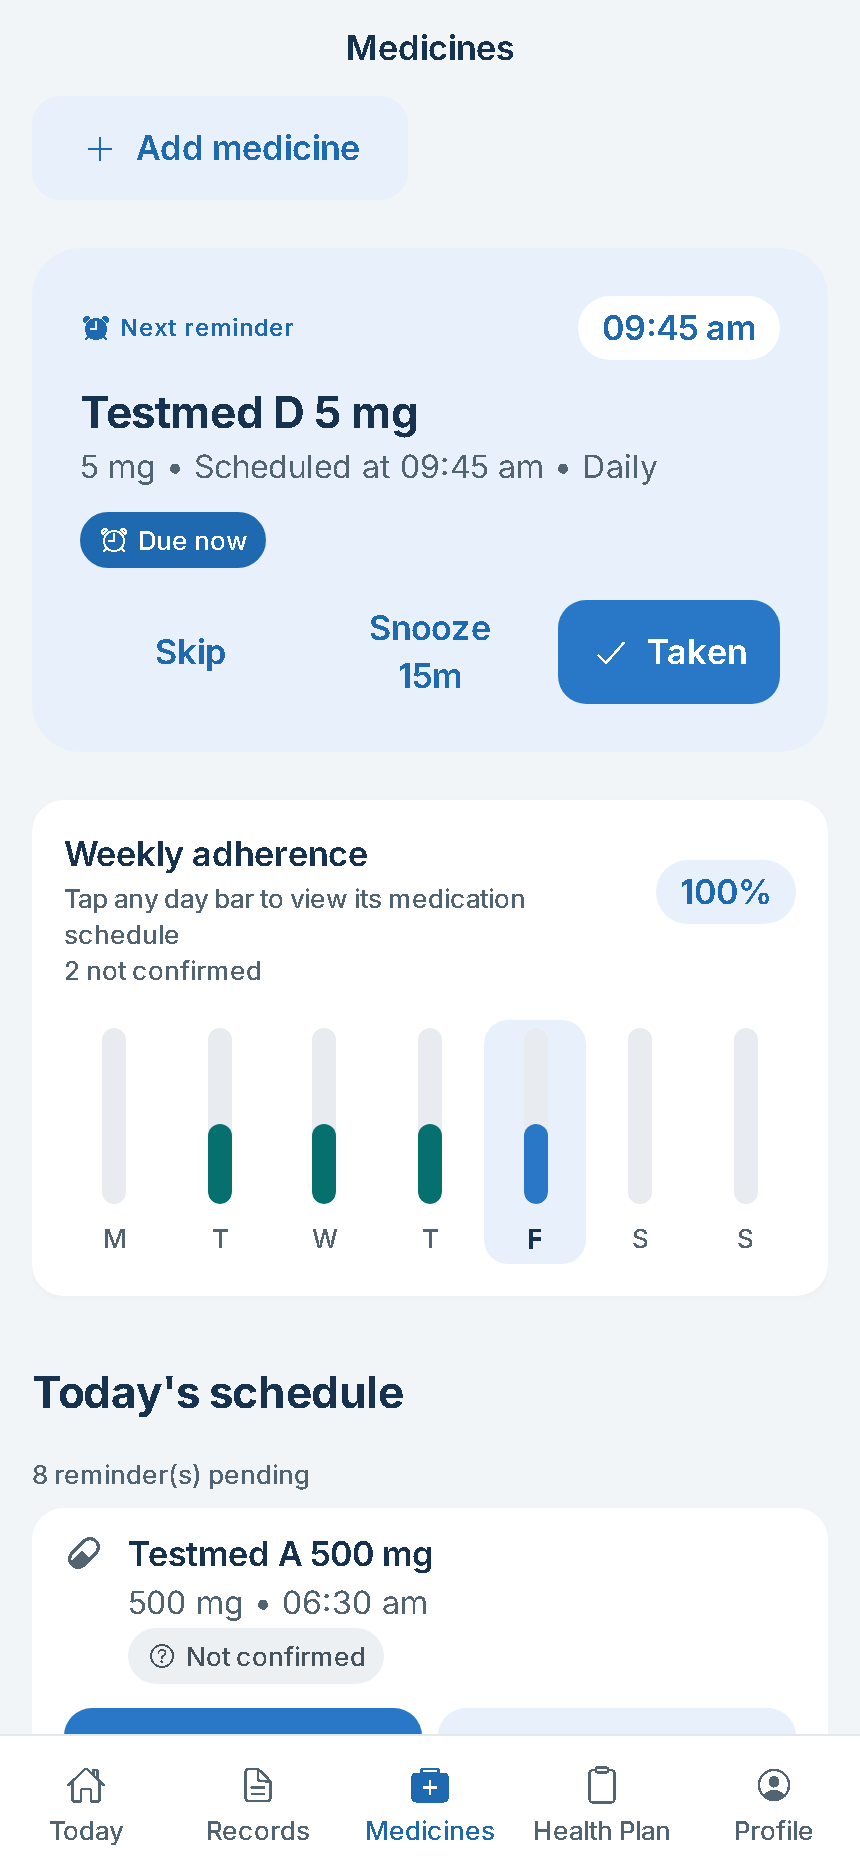 Medicines
Add medicine
Next reminder
09:45 am
Testmed D 5 mg
5 mg • Scheduled at 09:45 am • Daily
Due now
Skip
Snooze
15m
Taken
Weekly adherence
Tap any day bar to view its medication
schedule
2 not confirmed
100%
M T W T F S S
Today's schedule
8 reminder(s) pending
Testmed A 500 mg
500 mg • 06:30 am
Not confirmed
Today Records Medicines Health Plan Profile